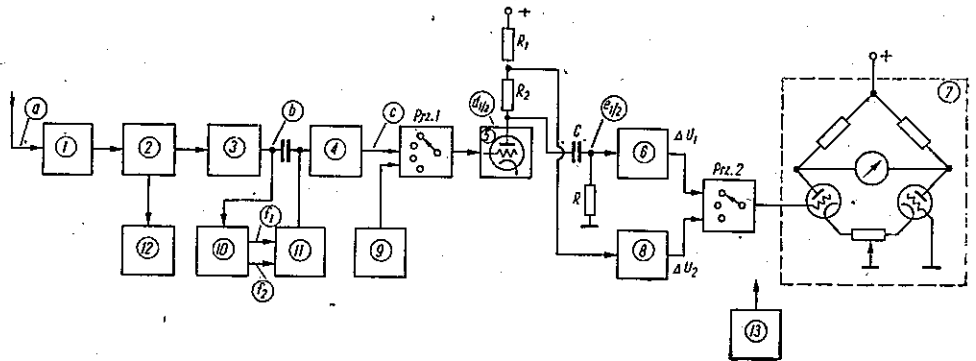 +
R₁
R₂
+
7
a
1
2
3
b
4
c
Prz.1
d₁/₂
5
C
e₁/₂
R
6
ΔU₁
Prz.2
12
10
f₁
f₂
11
9
8
ΔU₂
13